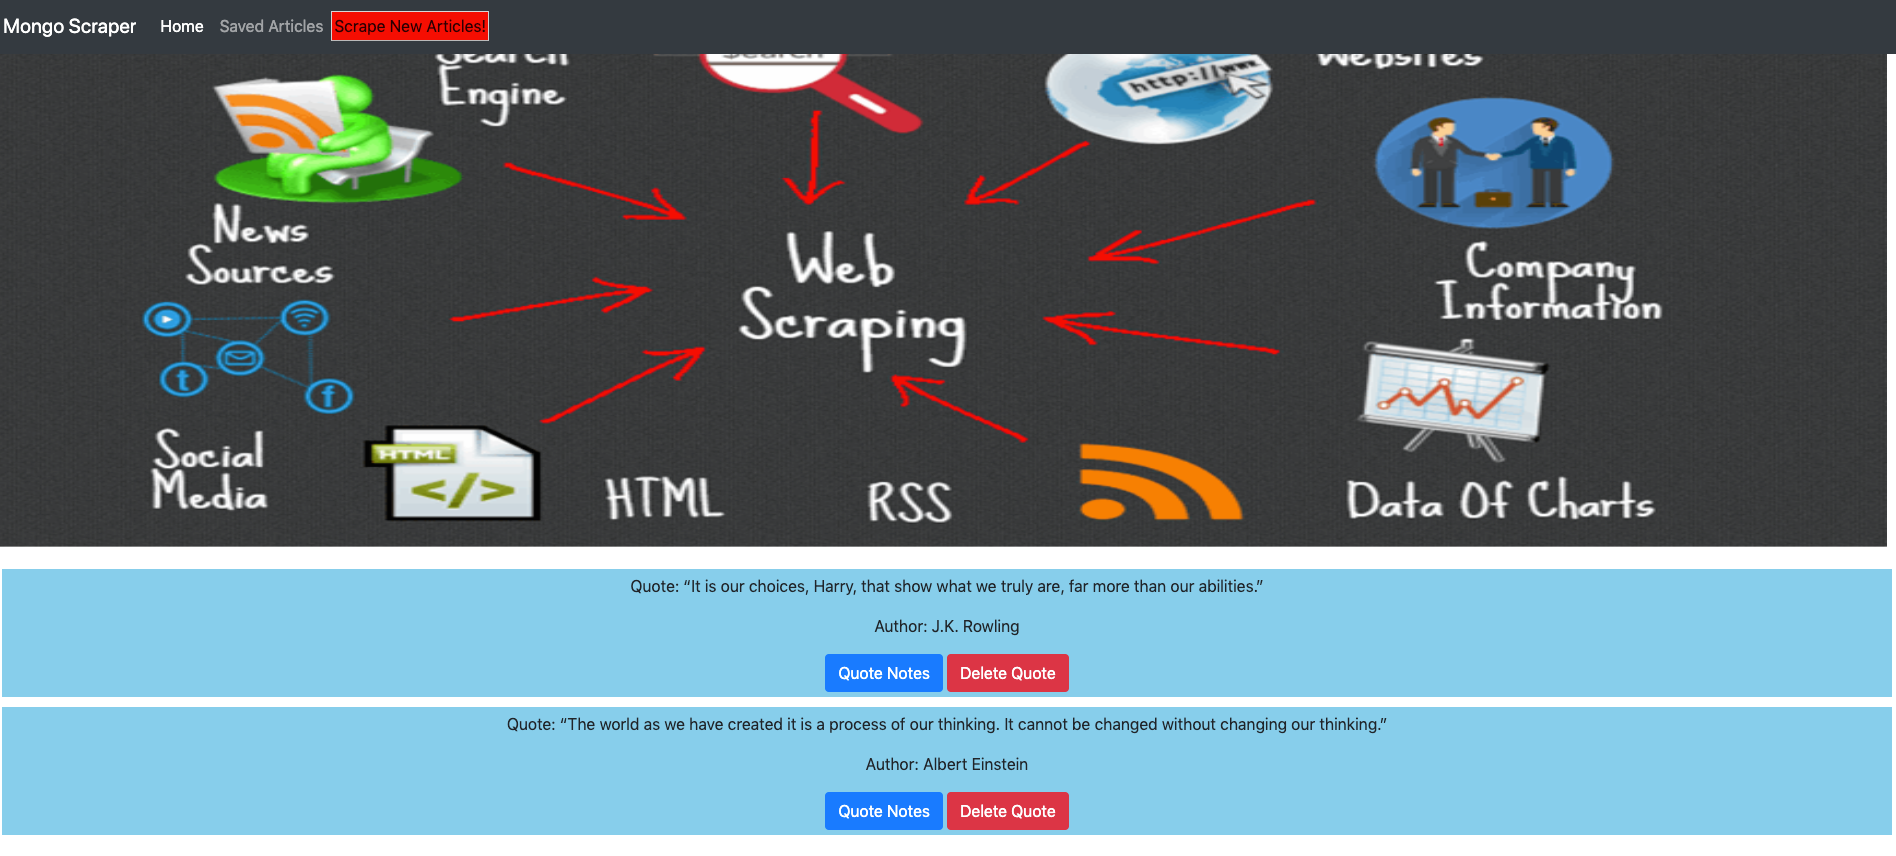 Mongo Scraper Home Saved Articles Scrape New Articles!
Search
Engine
Search
http://www
Websites
News
Sources
Web
Scraping
Company
Information
Social
Media
HTML
</>
HTML
RSS
Data Of Charts
t
f
Quote: “It is our choices, Harry, that show what we truly are, far more than our abilities.”
Author: J.K. Rowling
Quote Notes Delete Quote
Quote: “The world as we have created it is a process of our thinking. It cannot be changed without changing our thinking.”
Author: Albert Einstein
Quote Notes Delete Quote